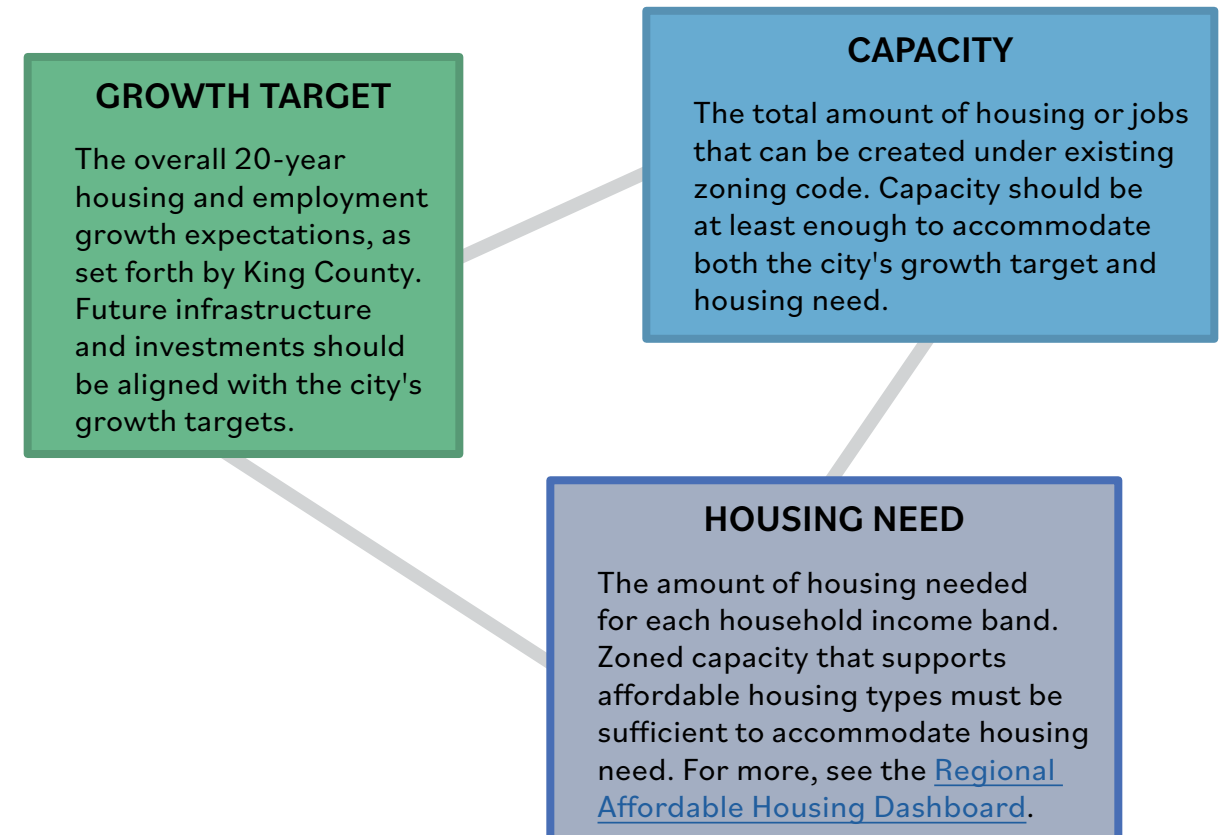 GROWTH TARGET
The overall 20-year
housing and employment
growth expectations, as
set forth by King County.
Future infrastructure
and investments should
be aligned with the city's
growth targets.
CAPACITY
The total amount of housing or jobs
that can be created under existing
zoning code. Capacity should be
at least enough to accommodate
both the city's growth target and
housing need.
HOUSING NEED
The amount of housing needed
for each household income band.
Zoned capacity that supports
affordable housing types must be
sufficient to accommodate housing
need. For more, see the Regional
Affordable Housing Dashboard.